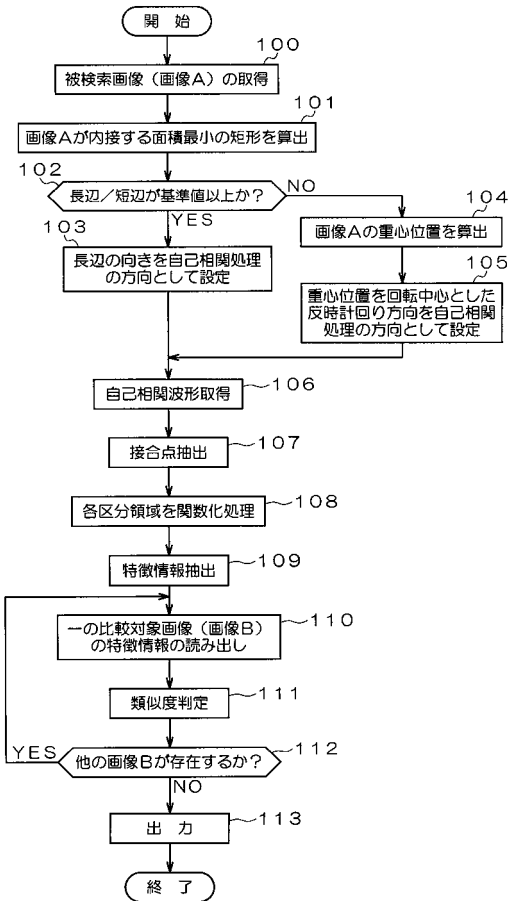 開 始
100
被検索画像(画像A)の取得
101
画像Aが内接する面積最小の矩形を算出
102
長辺/短辺が基準値以上か?
NO
YES
103
長辺の向きを自己相関処理
の方向として設定
104
画像Aの重心位置を算出
105
重心位置を回転中心とした
反時計回り方向を自己相関
処理の方向として設定
106
自己相関波形取得
107
接合点抽出
108
各区分領域を関数化処理
109
特徴情報抽出
110
一の比較対象画像(画像B)
の特徴情報の読み出し
111
類似度判定
112
他の画像Bが存在するか?
YES
NO
113
出 力
終 了